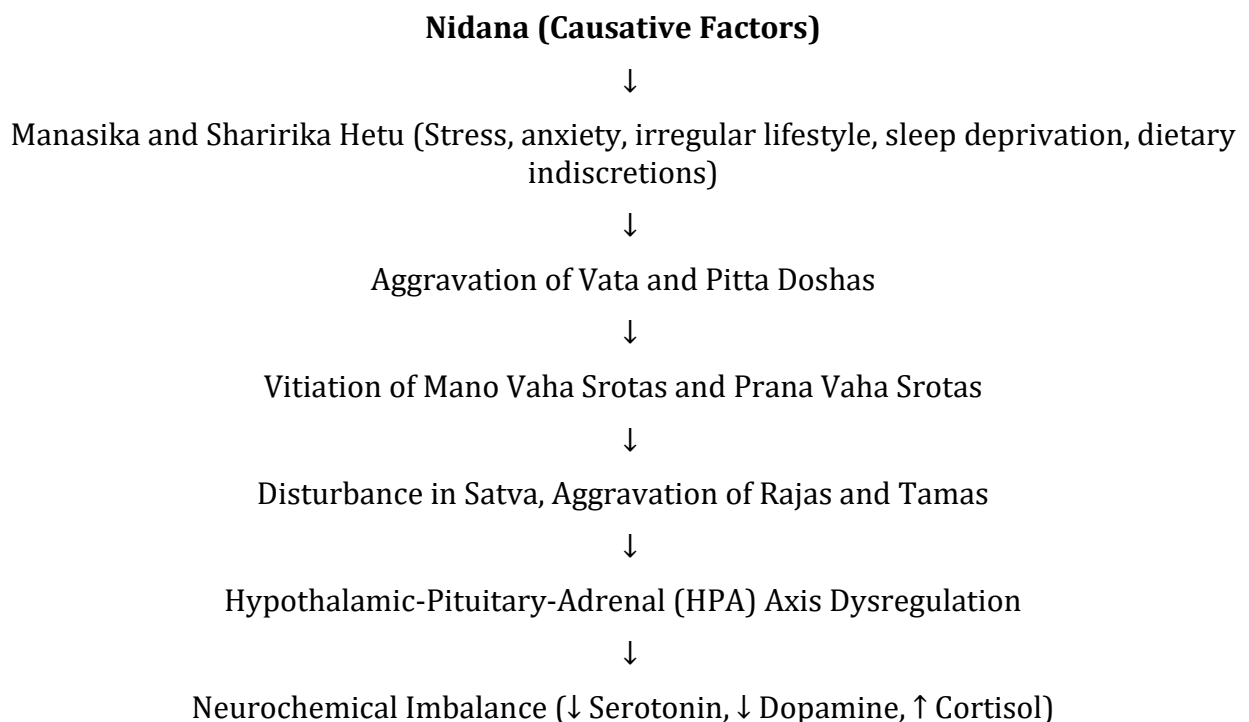 Nidana (Causative Factors)
↓
Manasika and Sharirika Hetu (Stress, anxiety, irregular lifestyle, sleep deprivation, dietary
indiscretions)
↓
Aggravation of Vata and Pitta Doshas
↓
Vitiation of Mano Vaha Srotas and Prana Vaha Srotas
↓
Disturbance in Satva, Aggravation of Rajas and Tamas
↓
Hypothalamic-Pituitary-Adrenal (HPA) Axis Dysregulation
↓
Neurochemical Imbalance (↓ Serotonin, ↓ Dopamine, ↑ Cortisol)